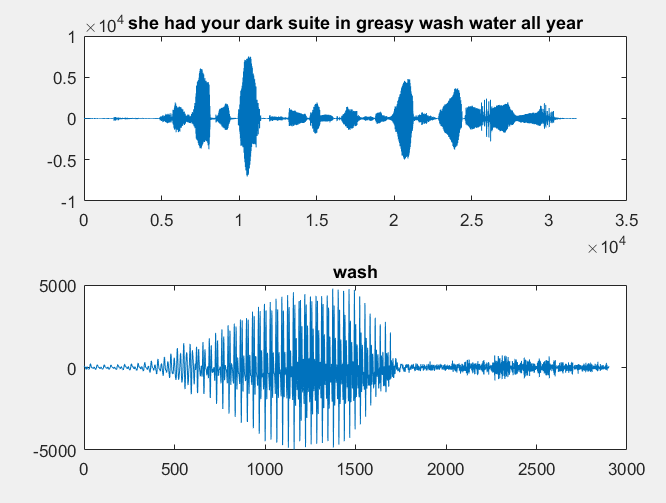 ×10^4 she had your dark suite in greasy wash water all year
1
0.5
0
-0.5
-1
0 0.5 1 1.5 2 2.5 3 3.5
×10^4
wash
5000
0
-5000
0 500 1000 1500 2000 2500 3000